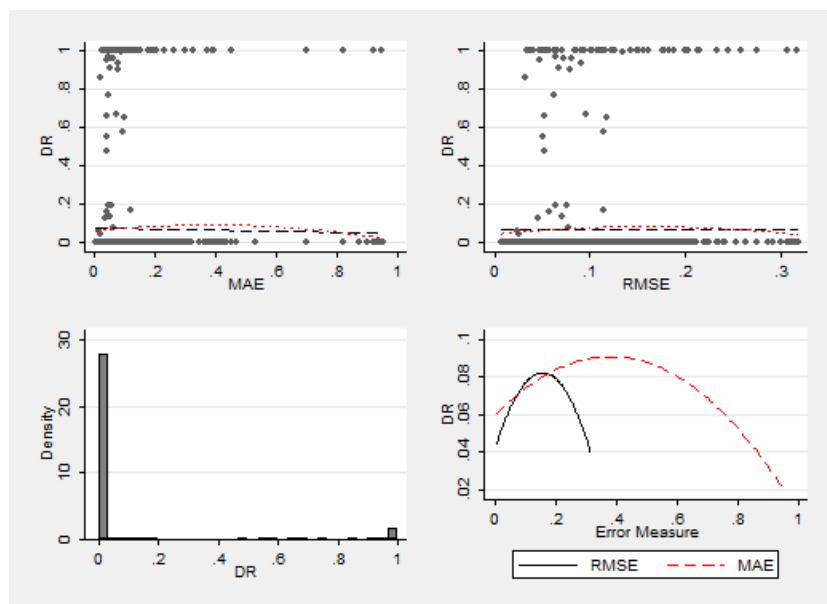 DR
1
.8
.6
.4
.2
0
0 .2 .4 .6 .8 1
MAE
DR
1
.8
.6
.4
.2
0
0 .1 .2 .3
RMSE
Density
30
20
10
0
0 .2 .4 .6 .8 1
DR
DR
.1
.08
.06
.04
.02
0 .2 .4 .6 .8 1
Error Measure
RMSE MAE